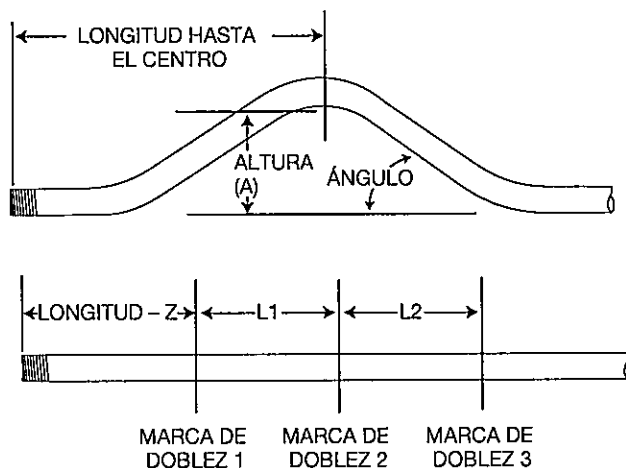 LONGITUD HASTA
EL CENTRO
ALTURA
(A)
ÁNGULO
LONGITUD – Z
L1
L2
MARCA DE
DOBLEZ 1
MARCA DE
DOBLEZ 2
MARCA DE
DOBLEZ 3